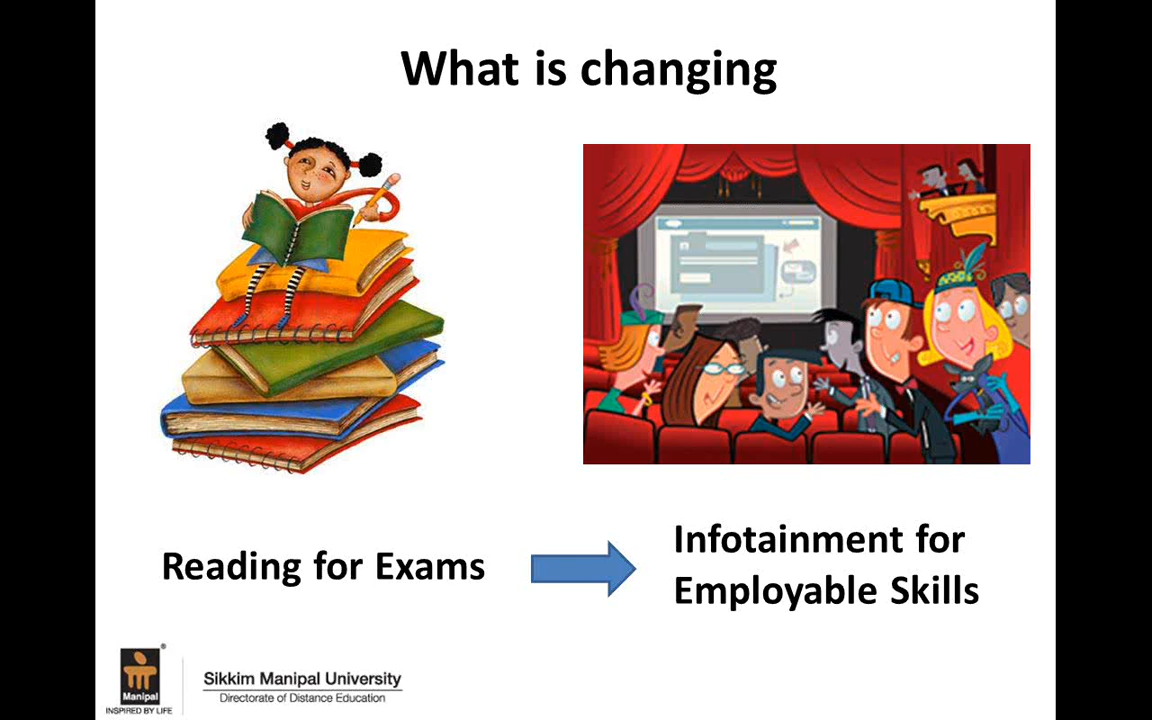 What is changing
Reading for Exams
Infotainment for
Employable Skills
Manipal
®
INSPIRED BY LIFE
Sikkim Manipal University
Directorate of Distance Education